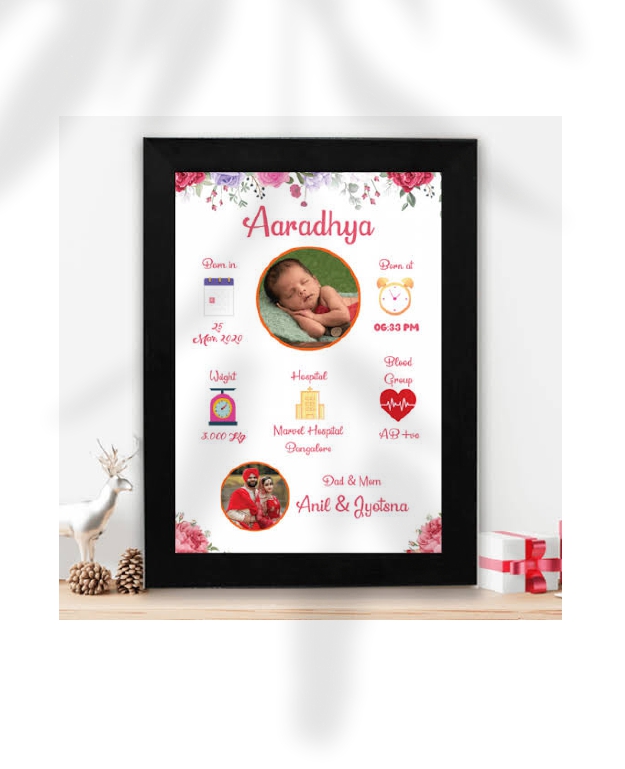 Aaradhya
Born in
25
Mar, 2020
Born at
06:33 PM
Weight
3.000 Kg
Hospital
Marvel Hospital
Bangalore
Blood
Group
AB +ve
Dad & Mom
Anil & Jyotsna